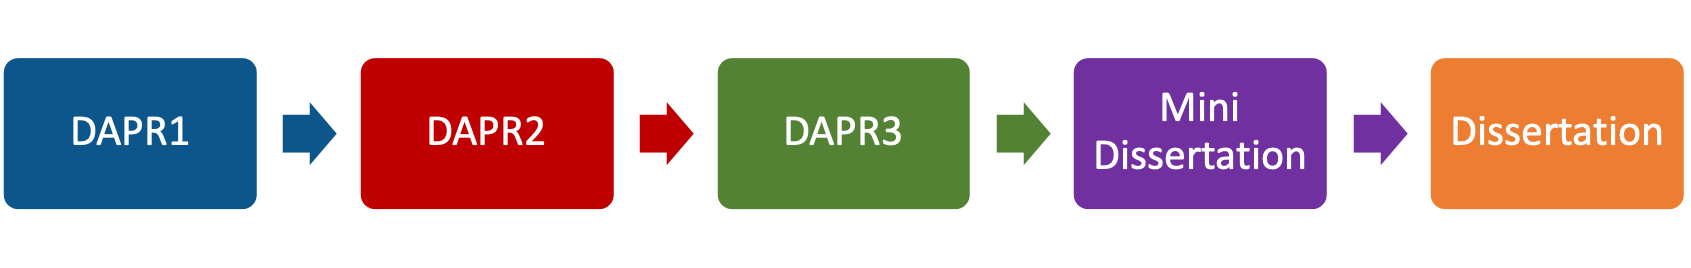 DAPR1
DAPR2
DAPR3
Mini
Dissertation
Dissertation